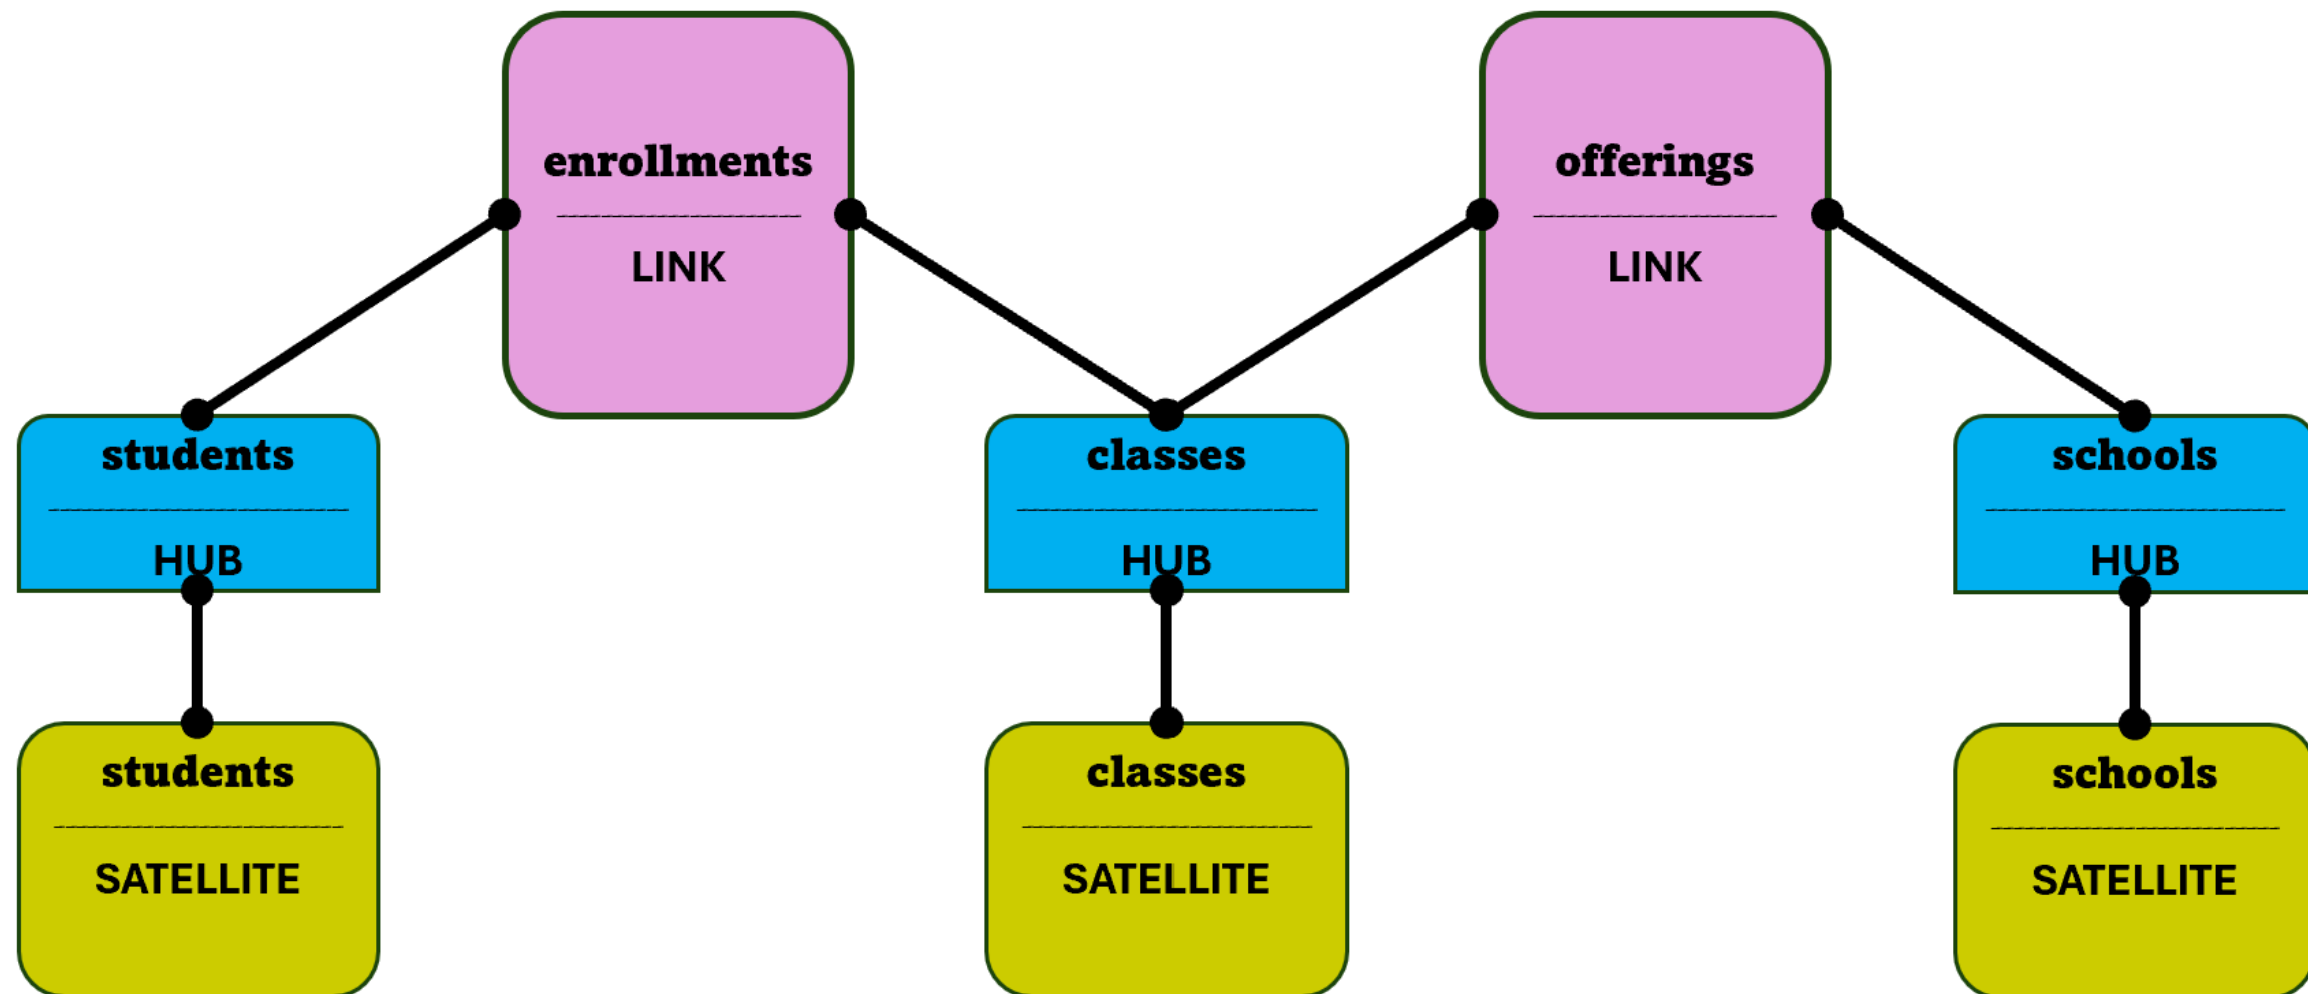 enrollments
LINK
offerings
LINK
students
HUB
classes
HUB
schools
HUB
students
SATELLITE
classes
SATELLITE
schools
SATELLITE